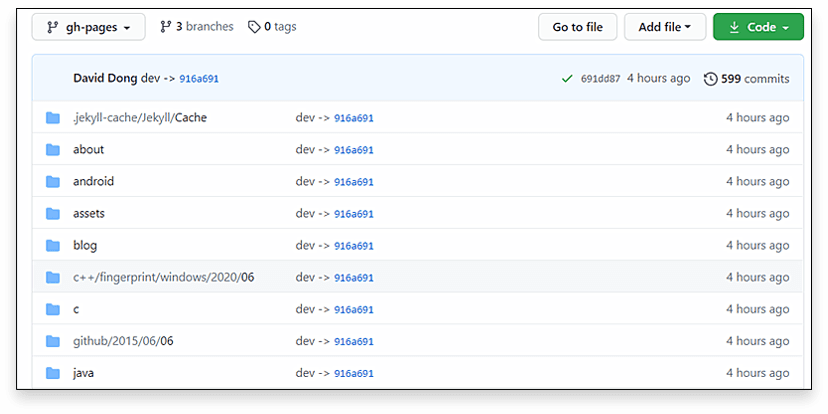 gh-pages 3 branches 0 tags Go to file Add file Code
David Dong dev -> 916a691 691dd87 4 hours ago 599 commits
.jekyll-cache/Jekyll/Cache dev -> 916a691 4 hours ago
about dev -> 916a691 4 hours ago
android dev -> 916a691 4 hours ago
assets dev -> 916a691 4 hours ago
blog dev -> 916a691 4 hours ago
c++/fingerprint/windows/2020/06 dev -> 916a691 4 hours ago
c dev -> 916a691 4 hours ago
github/2015/06/06 dev -> 916a691 4 hours ago
java dev -> 916a691 4 hours ago